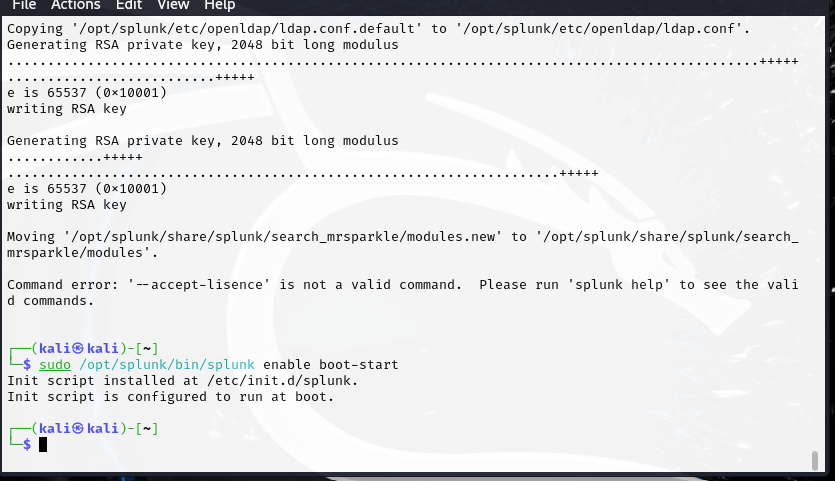 File Actions Edit View Help
Copying '/opt/splunk/etc/openldap/ldap.conf.default' to '/opt/splunk/etc/openldap/ldap.conf'.
Generating RSA private key, 2048 bit long modulus
..............................................................................................+++++
..........................+++++
e is 65537 (0×10001)
writing RSA key
Generating RSA private key, 2048 bit long modulus
............+++++
.....................................................................+++++
e is 65537 (0×10001)
writing RSA key
Moving '/opt/splunk/share/splunk/search_mrsparkle/modules.new' to '/opt/splunk/share/splunk/search_
mrsparkle/modules'.
Command error: '--accept-lisence' is not a valid command.  Please run 'splunk help' to see the vali
d commands.
┌──(kali㉿kali)-[~]
└─$ sudo /opt/splunk/bin/splunk enable boot-start
Init script installed at /etc/init.d/splunk.
Init script is configured to run at boot.
┌──(kali㉿kali)-[~]
└─$